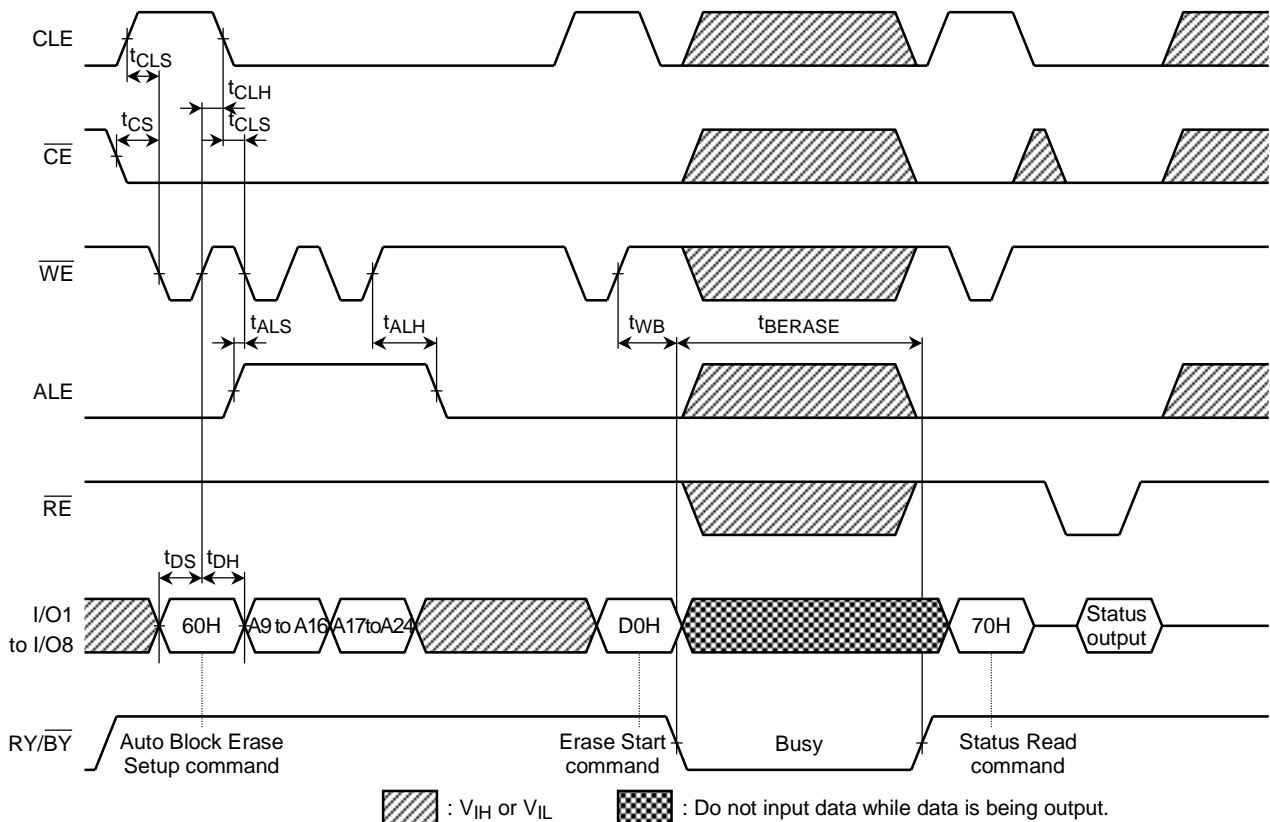 CLE
tCLS
tCLH
tCS
tCLS
CE
WE
tALS
tALH
tWB
tBERASE
ALE
RE
tDS
tDH
I/O1
to I/O8
60H
A9 to A16
A17toA24
D0H
70H
Status
output
RY/BY
Auto Block Erase
Setup command
Erase Start
command
Busy
Status Read
command
: VIH or VIL
: Do not input data while data is being output.